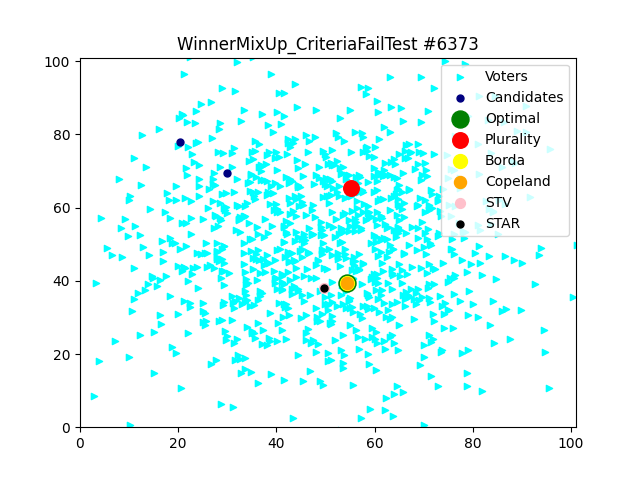 WinnerMixUp_CriteriaFailTest #6373
100
80
60
40
20
0
0
20
40
60
80
100
Voters
Candidates
Optimal
Plurality
Borda
Copeland
STV
STAR